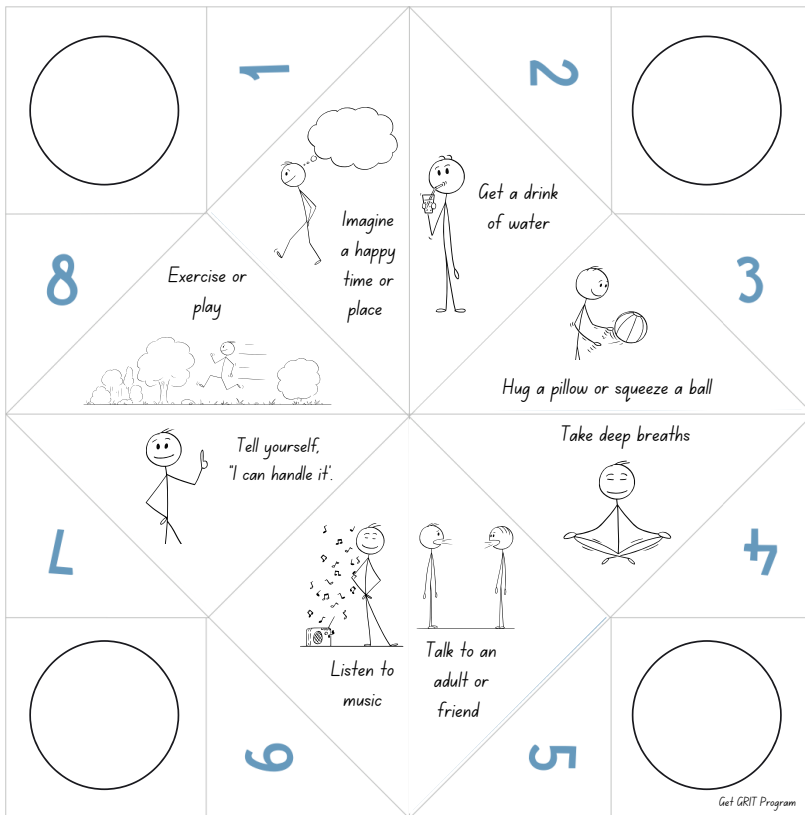 1
2
Imagine
a happy
time or
place
Get a drink
of water
8
Exercise or
play
3
Hug a pillow or squeeze a ball
Tell yourself,
"I can handle it'.
Take deep breaths
7
4
Listen to
music
Talk to an
adult or
friend
6
5
Get GRIT Program